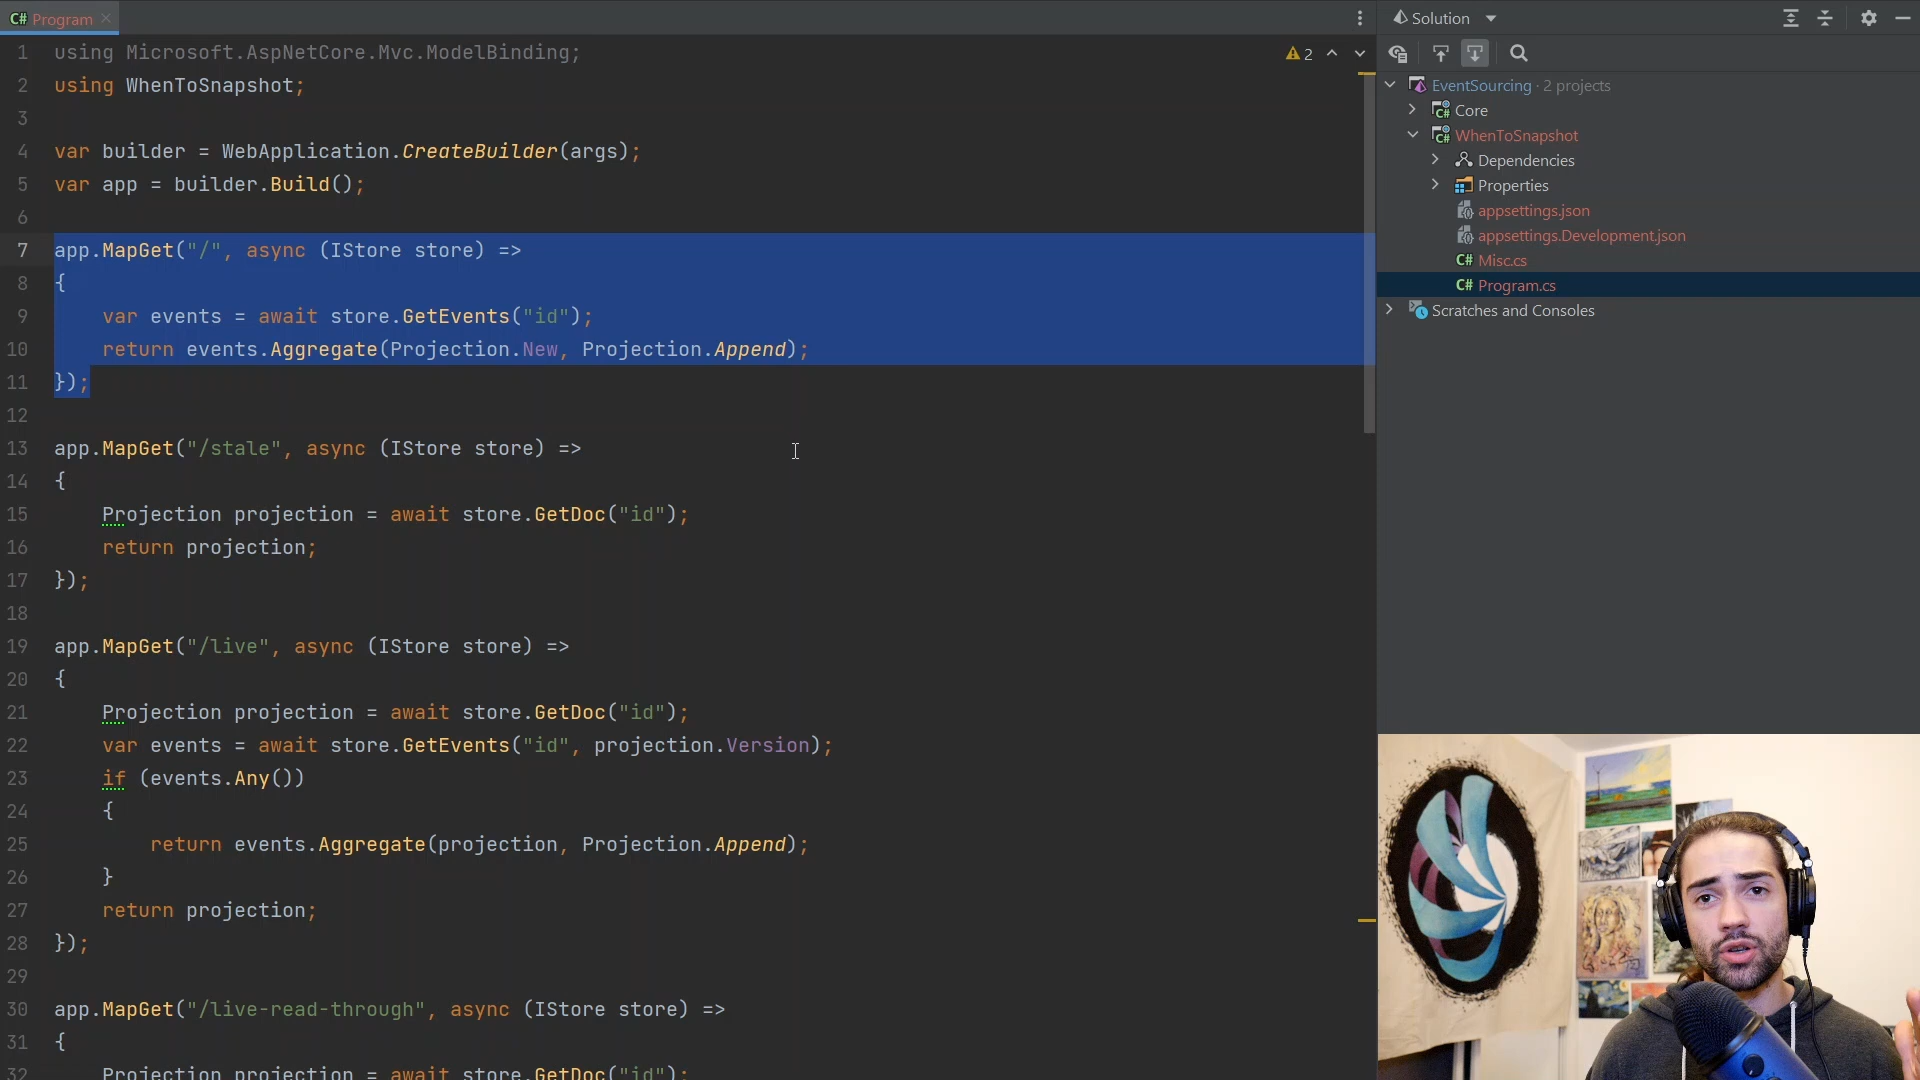 C# Program
1 using Microsoft.AspNetCore.Mvc.ModelBinding;
2 using WhenToSnapshot;
3
4 var builder = WebApplication.CreateBuilder(args);
5 var app = builder.Build();
6
7 app.MapGet("/", async (IStore store) =>
8 {
9 var events = await store.GetEvents("id");
10 return events.Aggregate(Projection.New, Projection.Append);
11 });
12
13 app.MapGet("/stale", async (IStore store) =>
14 {
15 Projection projection = await store.GetDoc("id");
16 return projection;
17 });
18
19 app.MapGet("/live", async (IStore store) =>
20 {
21 Projection projection = await store.GetDoc("id");
22 var events = await store.GetEvents("id", projection.Version);
23 if (events.Any())
24 {
25 return events.Aggregate(projection, Projection.Append);
26 }
27 return projection;
28 });
29
30 app.MapGet("/live-read-through", async (IStore store) =>
31 {
32 Projection projection = await store.GetDoc("id");
2
Solution
EventSourcing · 2 projects
C# Core
C# WhenToSnapshot
Dependencies
Properties
appsettings.json
appsettings.Development.json
C# Misc.cs
C# Program.cs
Scratches and Consoles